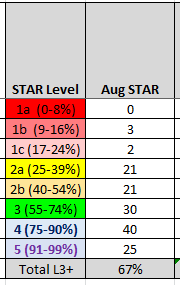 STAR Level Aug STAR
1a (0-8%) 0
1b (9-16%) 3
1c (17-24%) 2
2a (25-39%) 21
2b (40-54%) 21
3 (55-74%) 30
4 (75-90%) 40
5 (91-99%) 25
Total L3+ 67%